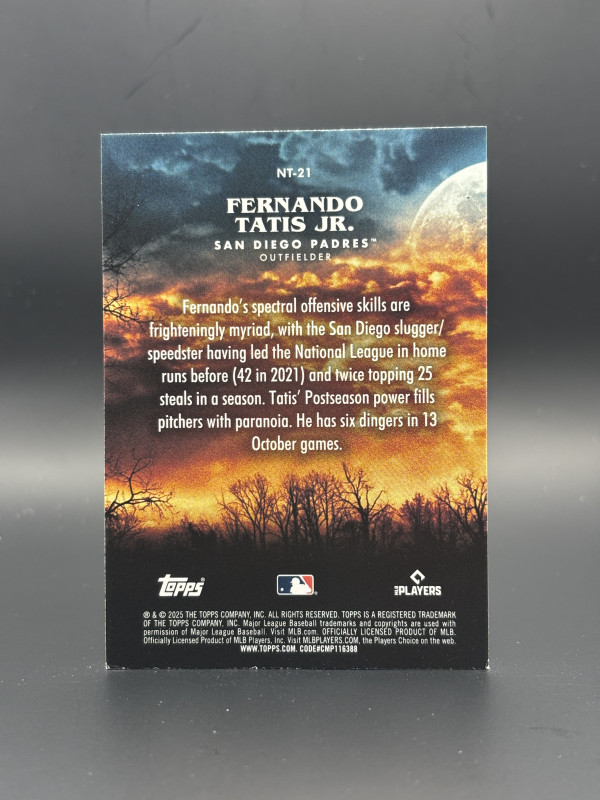 NT-21
FERNANDO
TATIS JR.
SAN DIEGO PADRES™
OUTFIELDER
Fernando's spectral offensive skills are
frighteningly myriad, with the San Diego slugger/
speedster having led the National League in home
runs before (42 in 2021) and twice topping 25
steals in a season. Tatis' Postseason power fills
pitchers with paranoia. He has six dingers in 13
October games.
Topps®
MLB PLAYERS
® & © 2025 THE TOPPS COMPANY, INC. ALL RIGHTS RESERVED. TOPPS IS A REGISTERED TRADEMARK
OF THE TOPPS COMPANY, INC. Major League Baseball trademarks and copyrights are used with
permission of Major League Baseball. Visit MLB.com. OFFICIALLY LICENSED PRODUCT OF MLB.
Officially Licensed Product of MLB Players, Inc. Visit MLBPLAYERS.COM, the Players Choice on the web.
WWW.TOPPS.COM. CODE#CMP116388